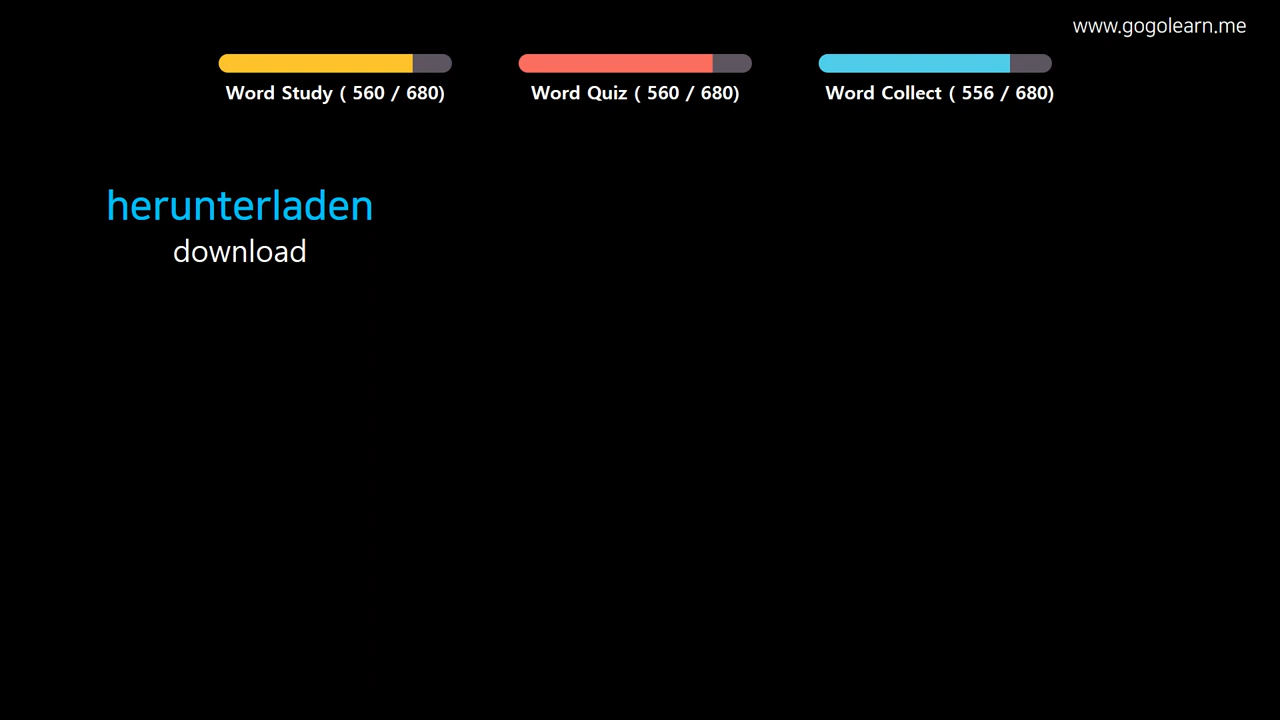 www.gogolearn.me
Word Study ( 560 / 680)
Word Quiz ( 560 / 680)
Word Collect ( 556 / 680)
herunterladen
download